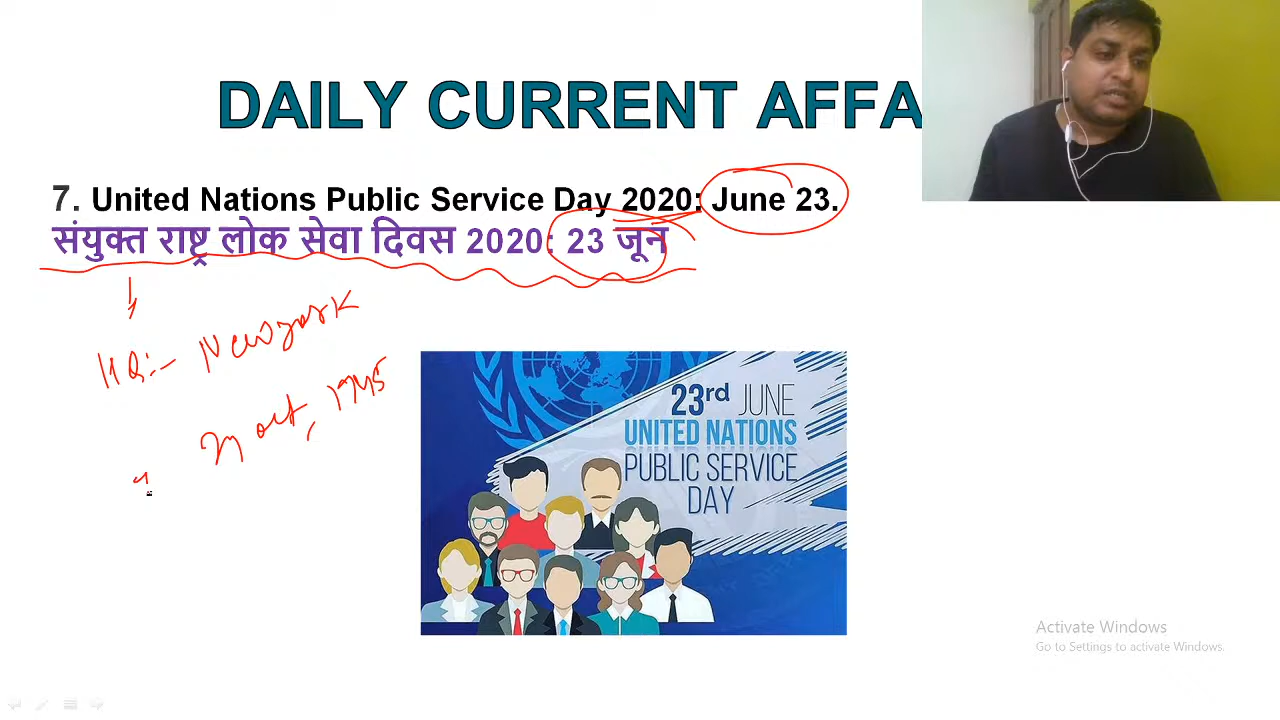 DAILY CURRENT AFFA
7. United Nations Public Service Day 2020: June 23.
संयुक्त राष्ट्र लोक सेवा दिवस 2020: 23 जून
HQ:- Newyork
oct, 1945
23rd JUNE
UNITED NATIONS
PUBLIC SERVICE
DAY
Activate Windows
Go to Settings to activate Windows.